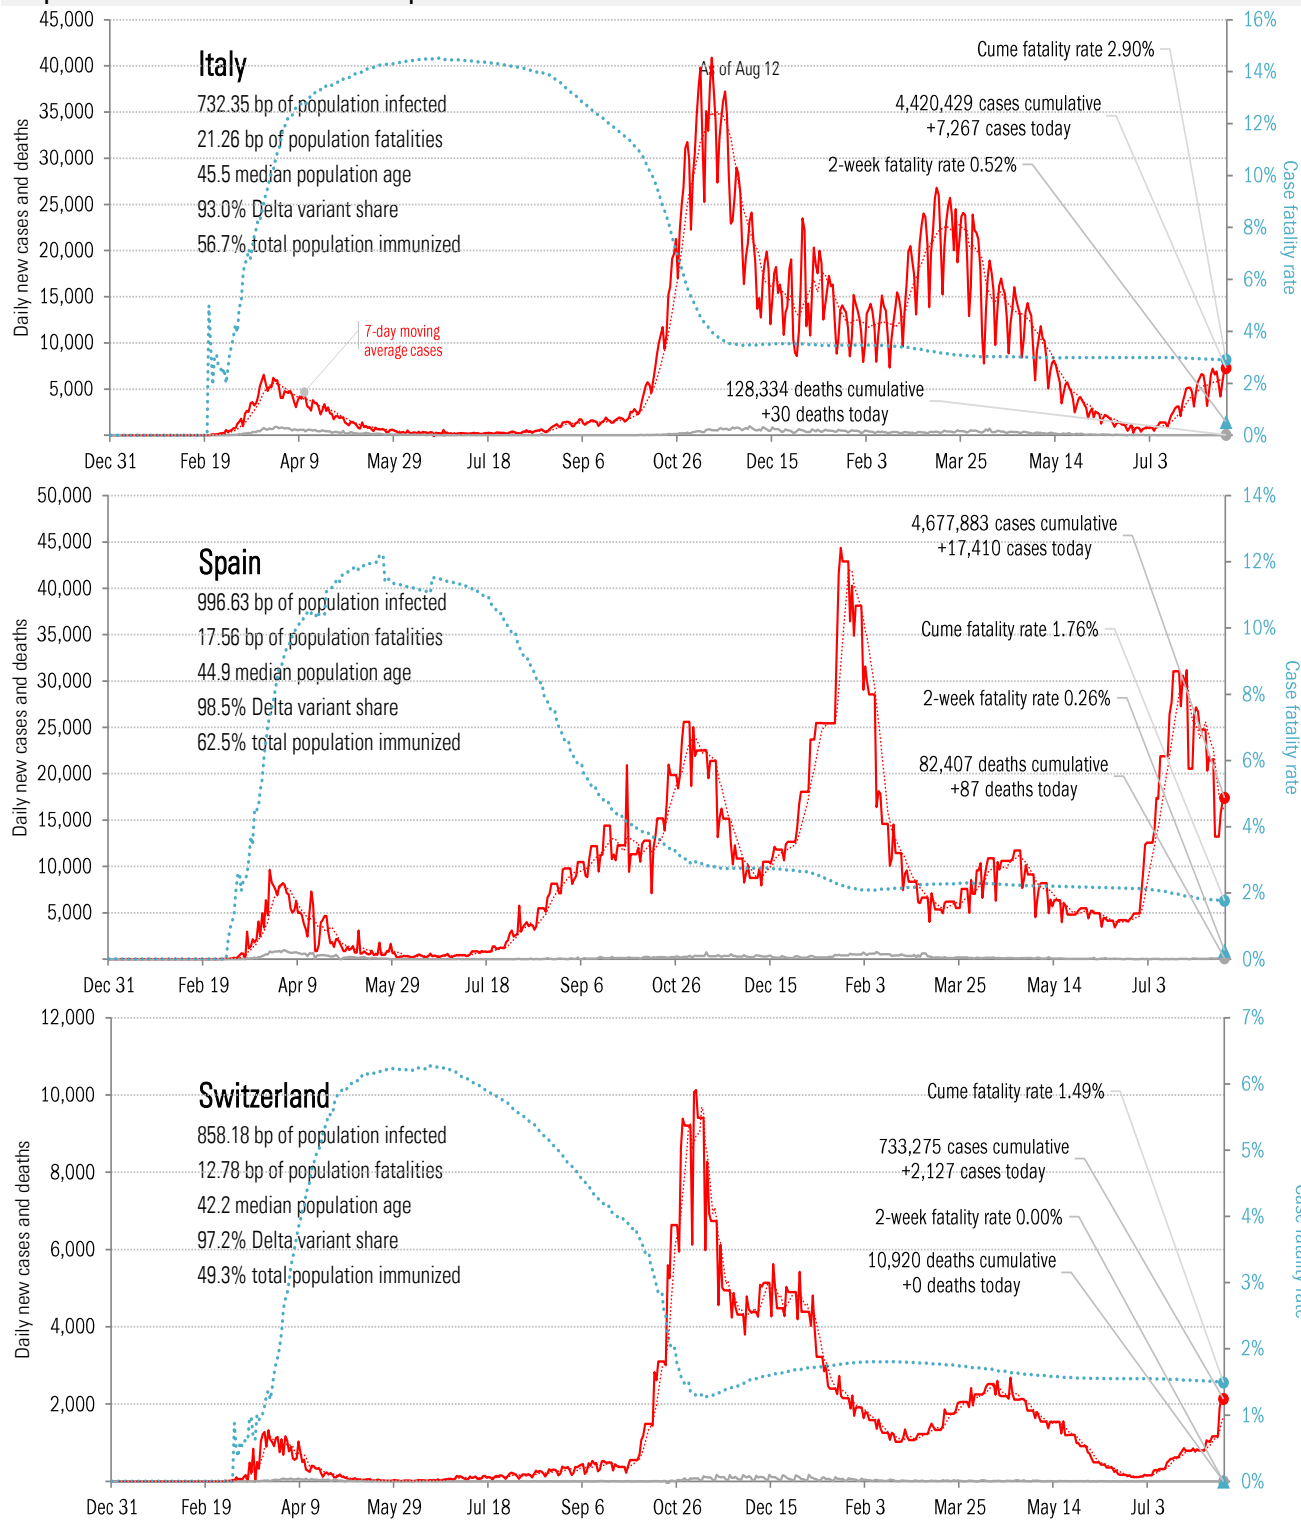 45,000
40,000
35,000
30,000
25,000
20,000
15,000
10,000
5,000
Daily new cases and deaths
16%
14%
12%
10%
8%
6%
4%
2%
0%
Case fatality rate
Italy
732.35 bp of population infected
21.26 bp of population fatalities
45.5 median population age
93.0% Delta variant share
56.7% total population immunized
As of Aug 12
Cume fatality rate 2.90%
4,420,429 cases cumulative
+7,267 cases today
2-week fatality rate 0.52%
7-day moving
average cases
128,334 deaths cumulative
+30 deaths today
Dec 31 Feb 19 Apr 9 May 29 Jul 18 Sep 6 Oct 26 Dec 15 Feb 3 Mar 25 May 14 Jul 3
50,000
45,000
40,000
35,000
30,000
25,000
20,000
15,000
10,000
5,000
Daily new cases and deaths
14%
12%
10%
8%
6%
4%
2%
0%
Case fatality rate
Spain
996.63 bp of population infected
17.56 bp of population fatalities
44.9 median population age
98.5% Delta variant share
62.5% total population immunized
4,677,883 cases cumulative
+17,410 cases today
Cume fatality rate 1.76%
2-week fatality rate 0.26%
82,407 deaths cumulative
+87 deaths today
Dec 31 Feb 19 Apr 9 May 29 Jul 18 Sep 6 Oct 26 Dec 15 Feb 3 Mar 25 May 14 Jul 3
12,000
10,000
8,000
6,000
4,000
2,000
Daily new cases and deaths
7%
6%
5%
4%
3%
2%
1%
0%
Case fatality rate
Switzerland
858.18 bp of population infected
12.78 bp of population fatalities
42.2 median population age
97.2% Delta variant share
49.3% total population immunized
Cume fatality rate 1.49%
733,275 cases cumulative
+2,127 cases today
2-week fatality rate 0.00%
10,920 deaths cumulative
+0 deaths today
Dec 31 Feb 19 Apr 9 May 29 Jul 18 Sep 6 Oct 26 Dec 15 Feb 3 Mar 25 May 14 Jul 3